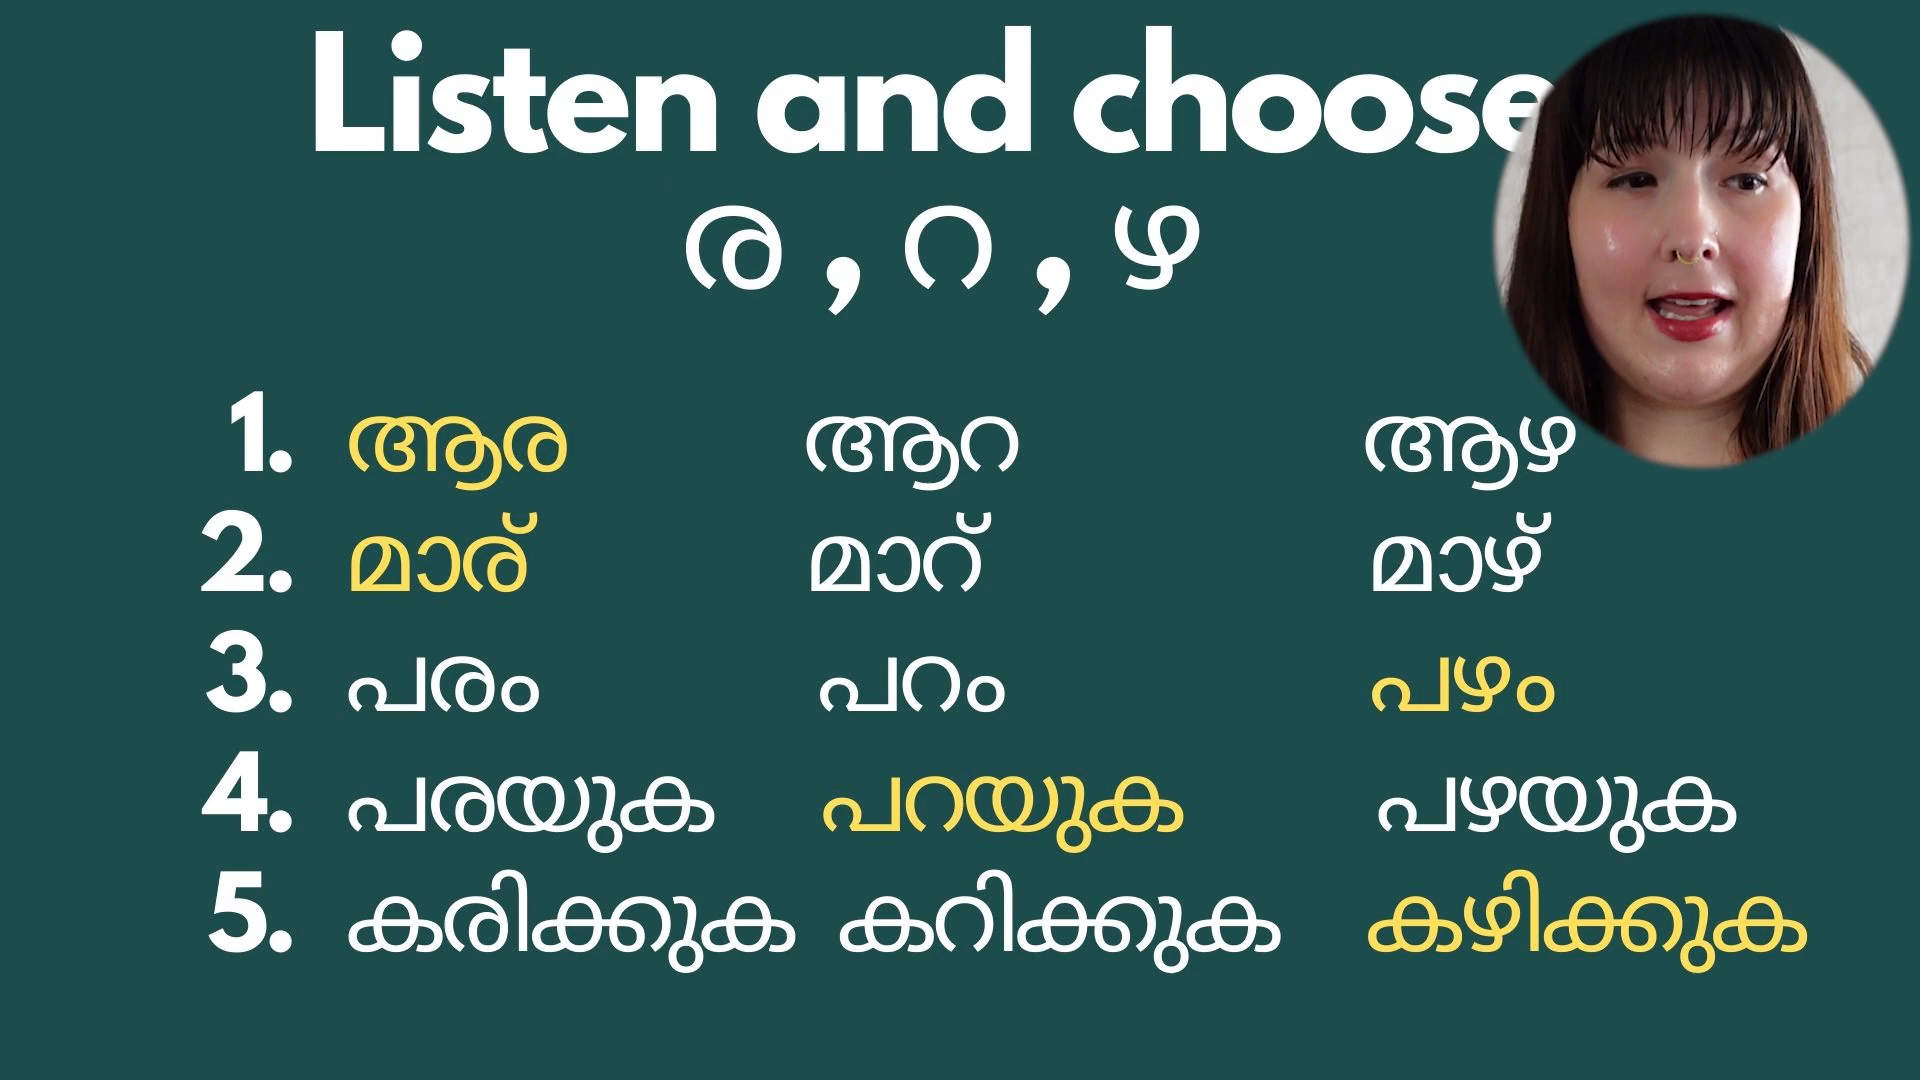 Listen and choose
ര , റ , ഴ
1. ആര ആറ ആഴ
2. മാര് മാറ് മാഴ്
3. പരം പറം പഴം
4. പരയുക പറയുക പഴയുക
5. കരിക്കുക കറിക്കുക കഴിക്കുക